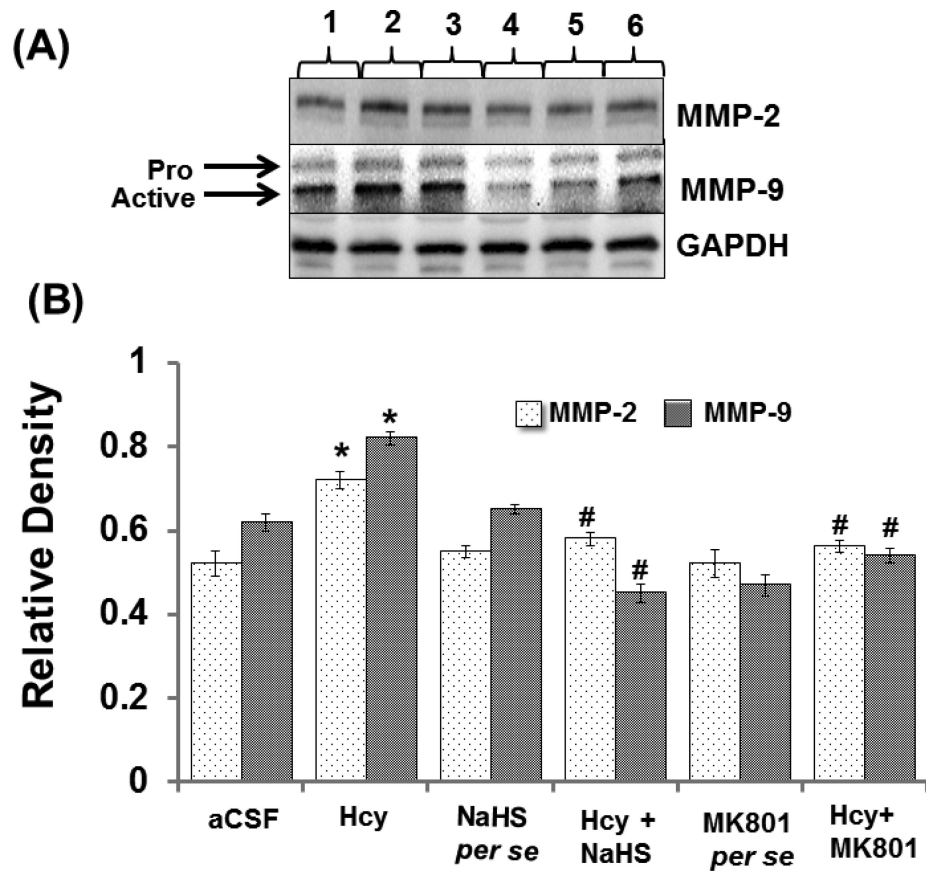 (A)
1 2 3 4 5 6
MMP-2
Pro
Active
MMP-9
GAPDH
(B)
Relative Density
1
0.8
0.6
0.4
0.2
0
MMP-2 MMP-9
* *
# # # #
aCSF Hcy NaHS Hcy + MK801 Hcy+
per se NaHS per se MK801